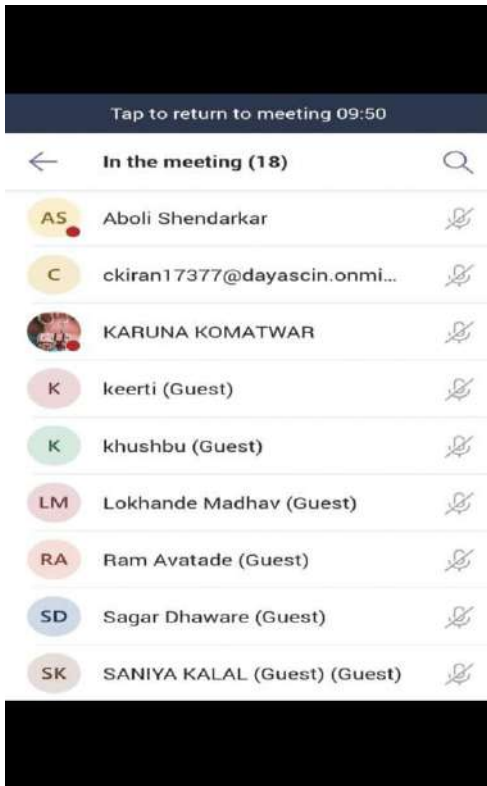 Tap to return to meeting 09:50
In the meeting (18)
AS Aboli Shendarkar
C ckiran17377@dayascin.onmi...
KARUNA KOMATWAR
K keerti (Guest)
K khushbu (Guest)
LM Lokhande Madhav (Guest)
RA Ram Avatade (Guest)
SD Sagar Dhaware (Guest)
SK SANIYA KALAL (Guest) (Guest)